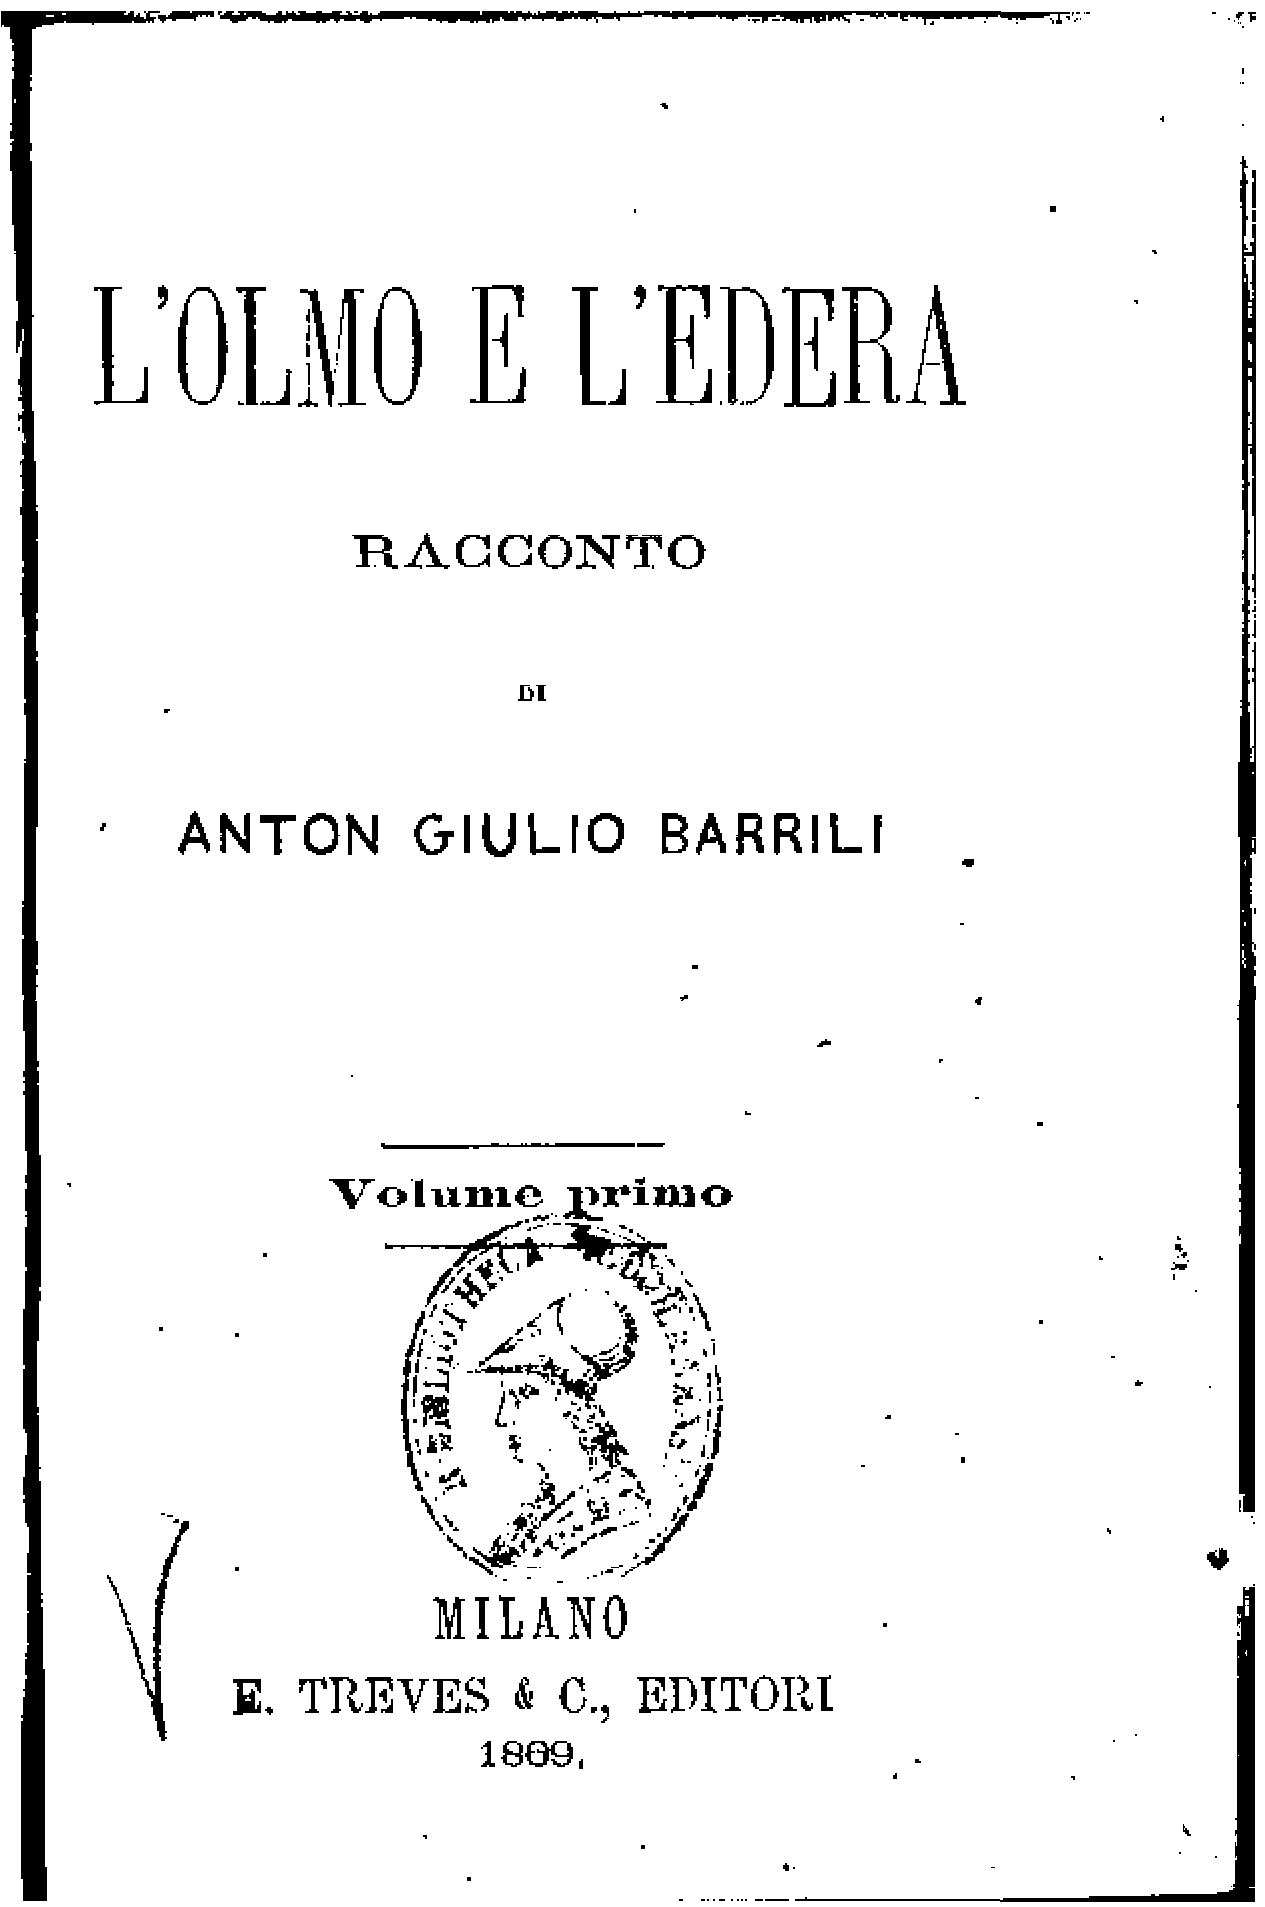 L'OLMO E L'EDERA
RACCONTO
DI
ANTON GIULIO BARRILI
Volume primo
MILANO
E. TREVES & C., EDITORI
1869.